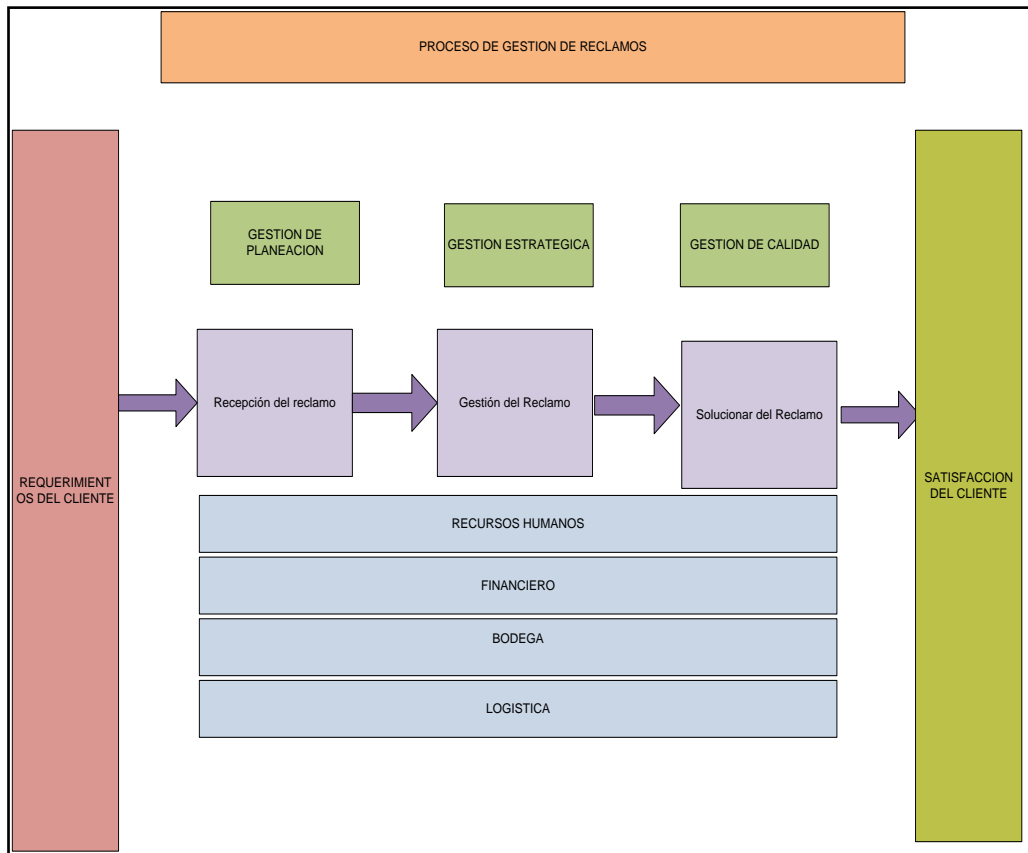 PROCESO DE GESTION DE RECLAMOS
GESTION DE
PLANEACION
GESTION ESTRATEGICA
GESTION DE CALIDAD
Recepción del reclamo
Gestión del Reclamo
Solucionar del Reclamo
REQUERIMIENT
OS DEL CLIENTE
SATISFACCION
DEL CLIENTE
RECURSOS HUMANOS
FINANCIERO
BODEGA
LOGISTICA